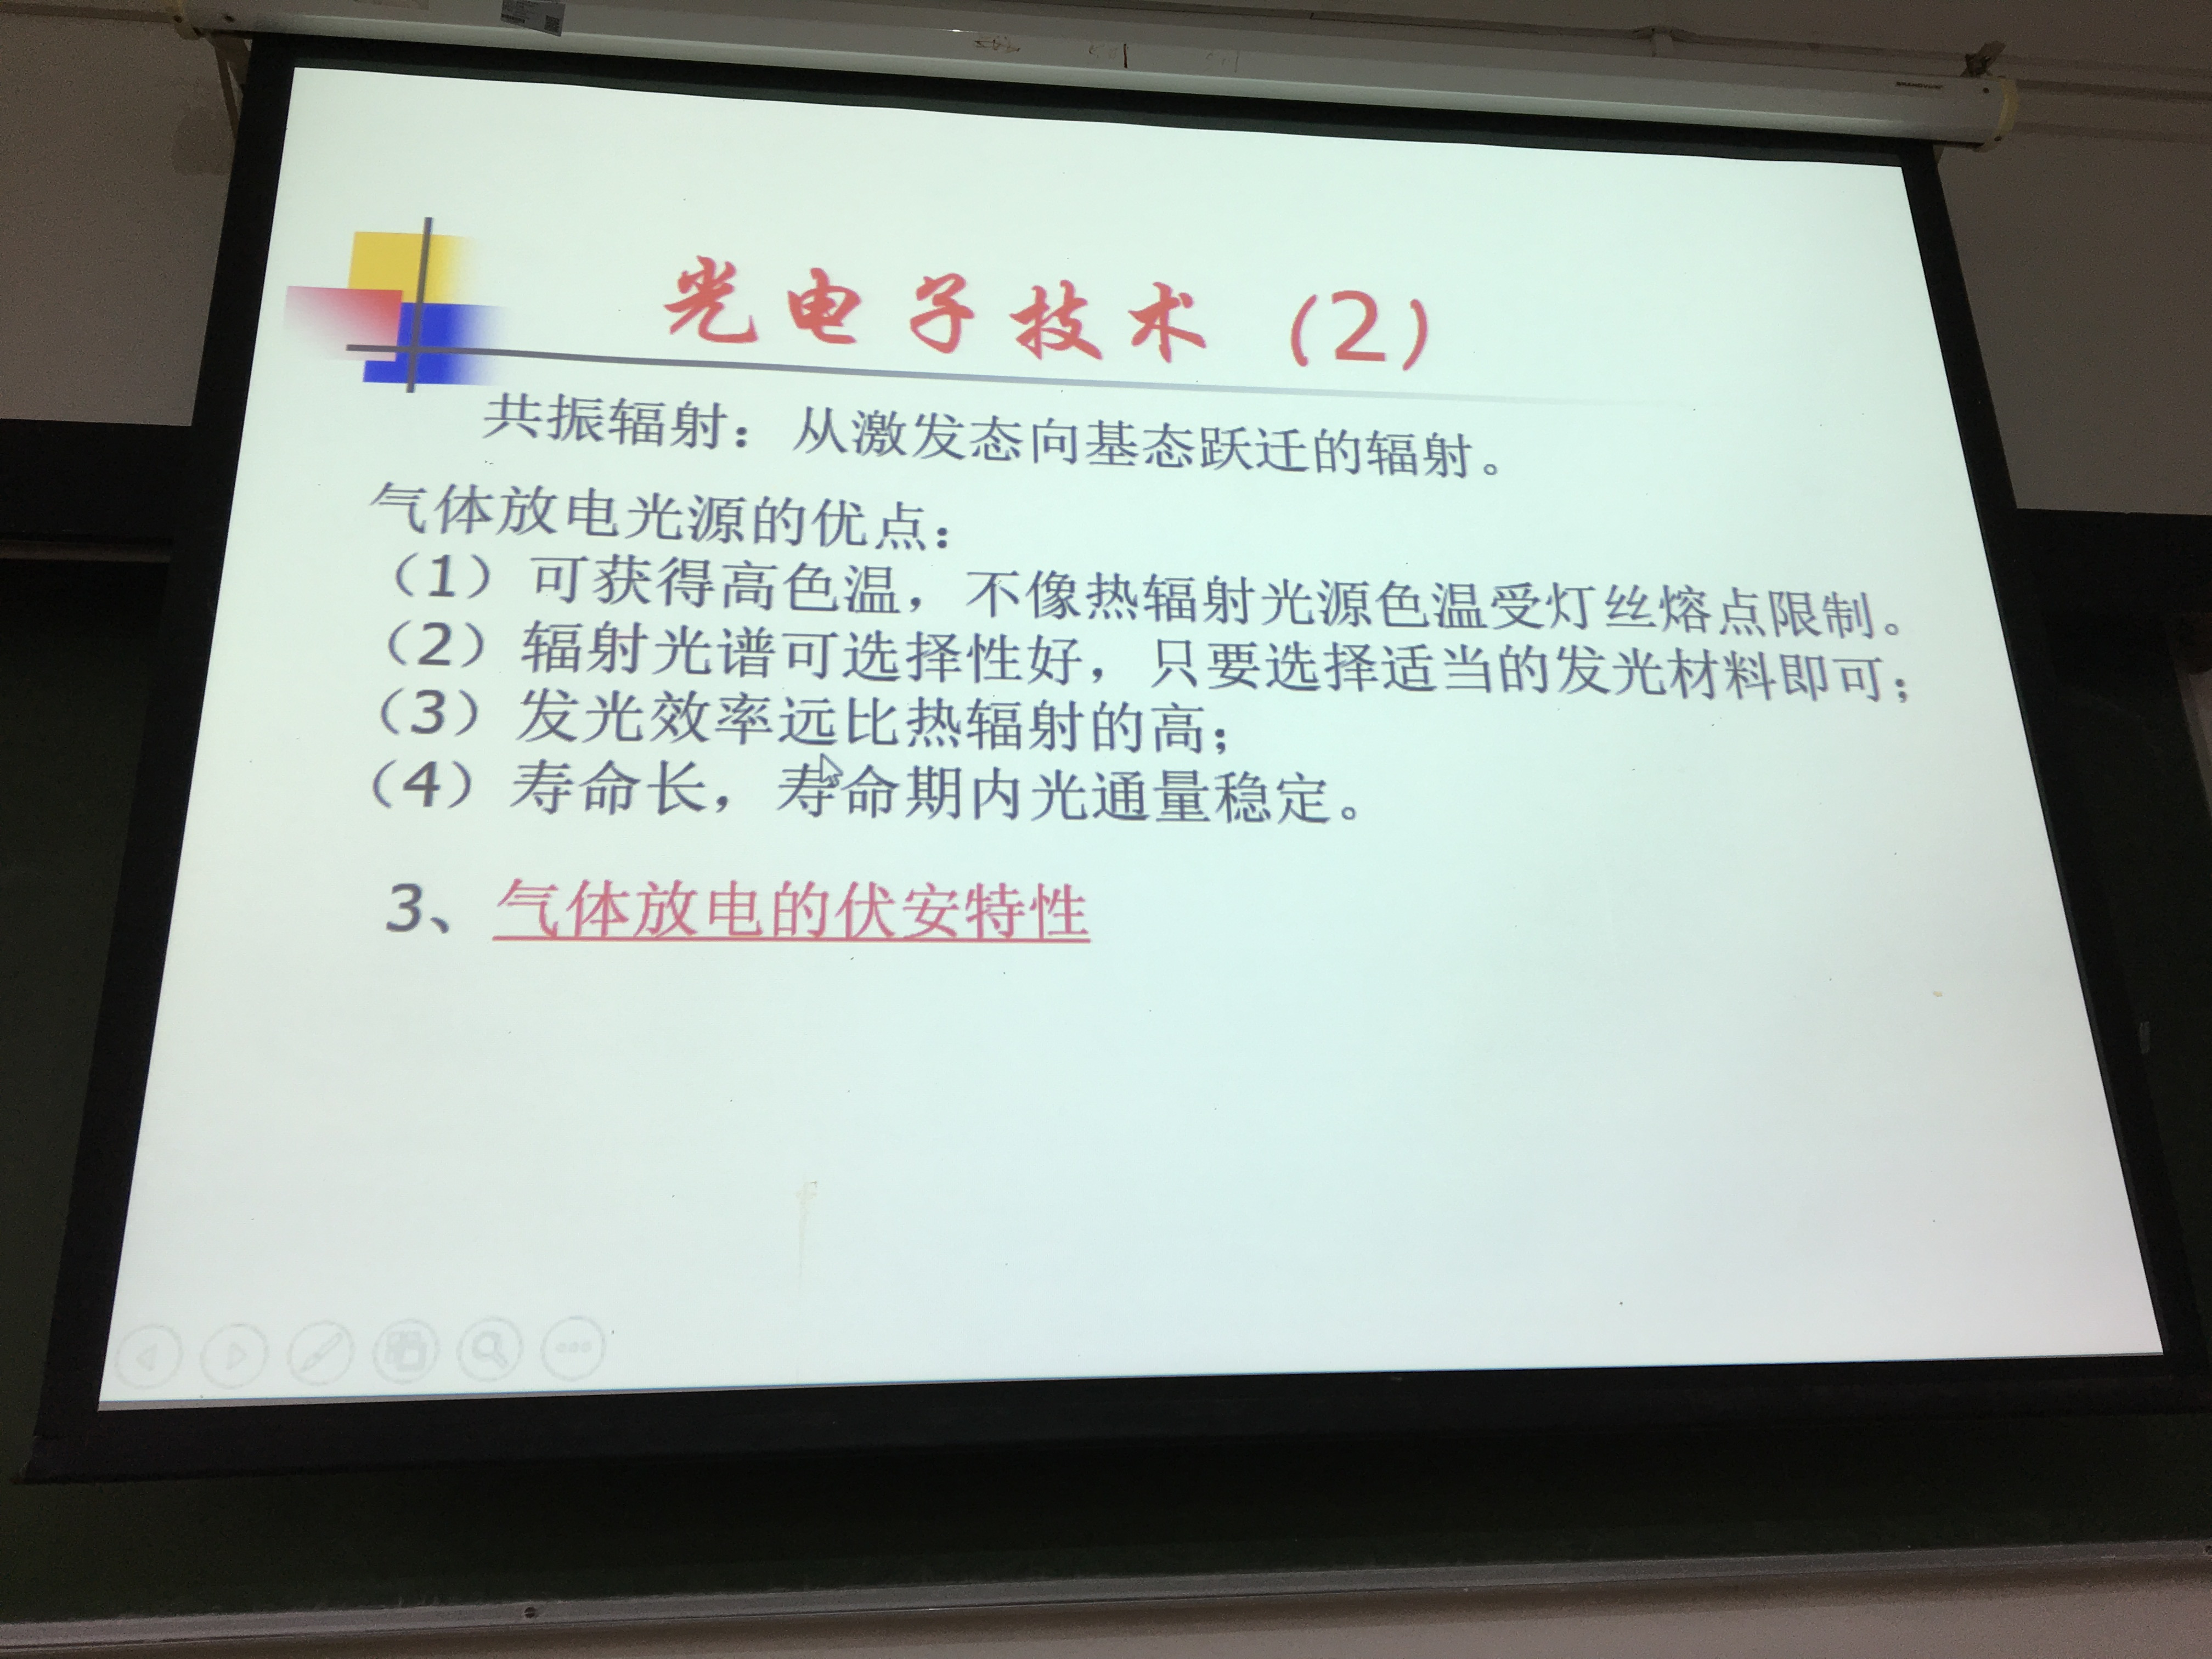 光电子技术（2）
共振辐射：从激发态向基态跃迁的辐射。
气体放电光源的优点：
（1）可获得高色温，不像热辐射光源色温受灯丝熔点限制。
（2）辐射光谱可选择性好，只要选择适当的发光材料即可；
（3）发光效率远比热辐射的高；
（4）寿命长，寿命期内光通量稳定。
3、气体放电的伏安特性